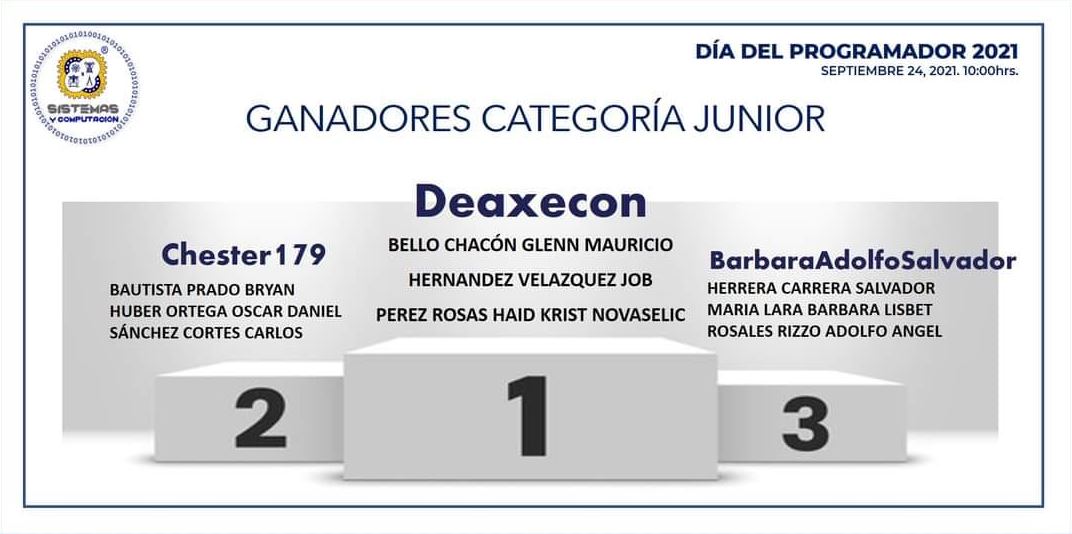 SISTEMAS
Y COMPUTACIÓN
®
DÍA DEL PROGRAMADOR 2021
SEPTIEMBRE 24, 2021. 10:00hrs.
GANADORES CATEGORÍA JUNIOR
Deaxecon
BELLO CHACÓN GLENN MAURICIO
HERNANDEZ VELAZQUEZ JOB
PEREZ ROSAS HAID KRIST NOVASELIC
Chester179
BAUTISTA PRADO BRYAN
HUBER ORTEGA OSCAR DANIEL
SÁNCHEZ CORTES CARLOS
BarbaraAdolfoSalvador
HERRERA CARRERA SALVADOR
MARIA LARA BARBARA LISBET
ROSALES RIZZO ADOLFO ANGEL
2
1
3